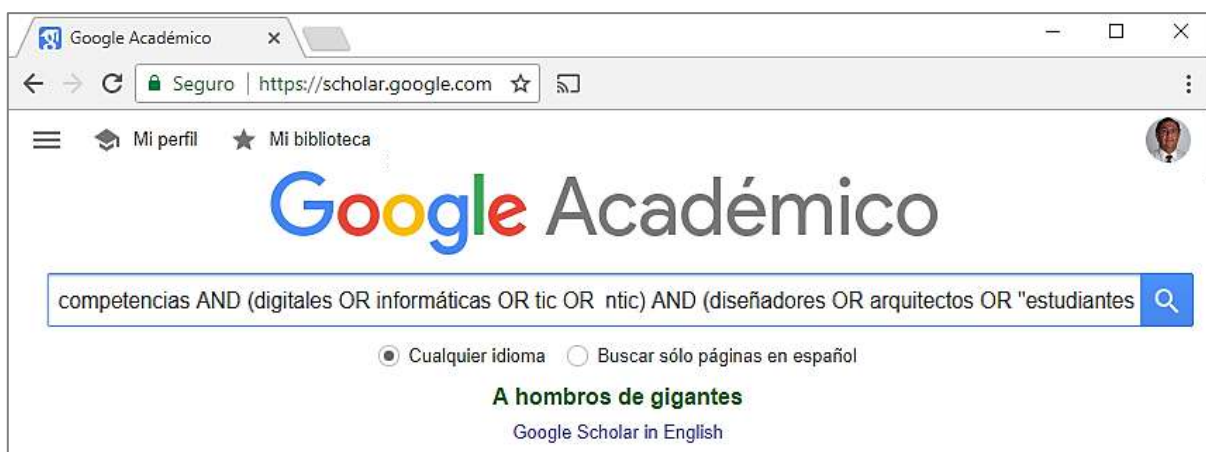 Google Académico
Seguro | https://scholar.google.com
Mi perfil Mi biblioteca
Google Académico
competencias AND (digitales OR informáticas OR tic OR  ntic) AND (diseñadores OR arquitectos OR "estudiantes
Cualquier idioma Buscar sólo páginas en español
A hombros de gigantes
Google Scholar in English